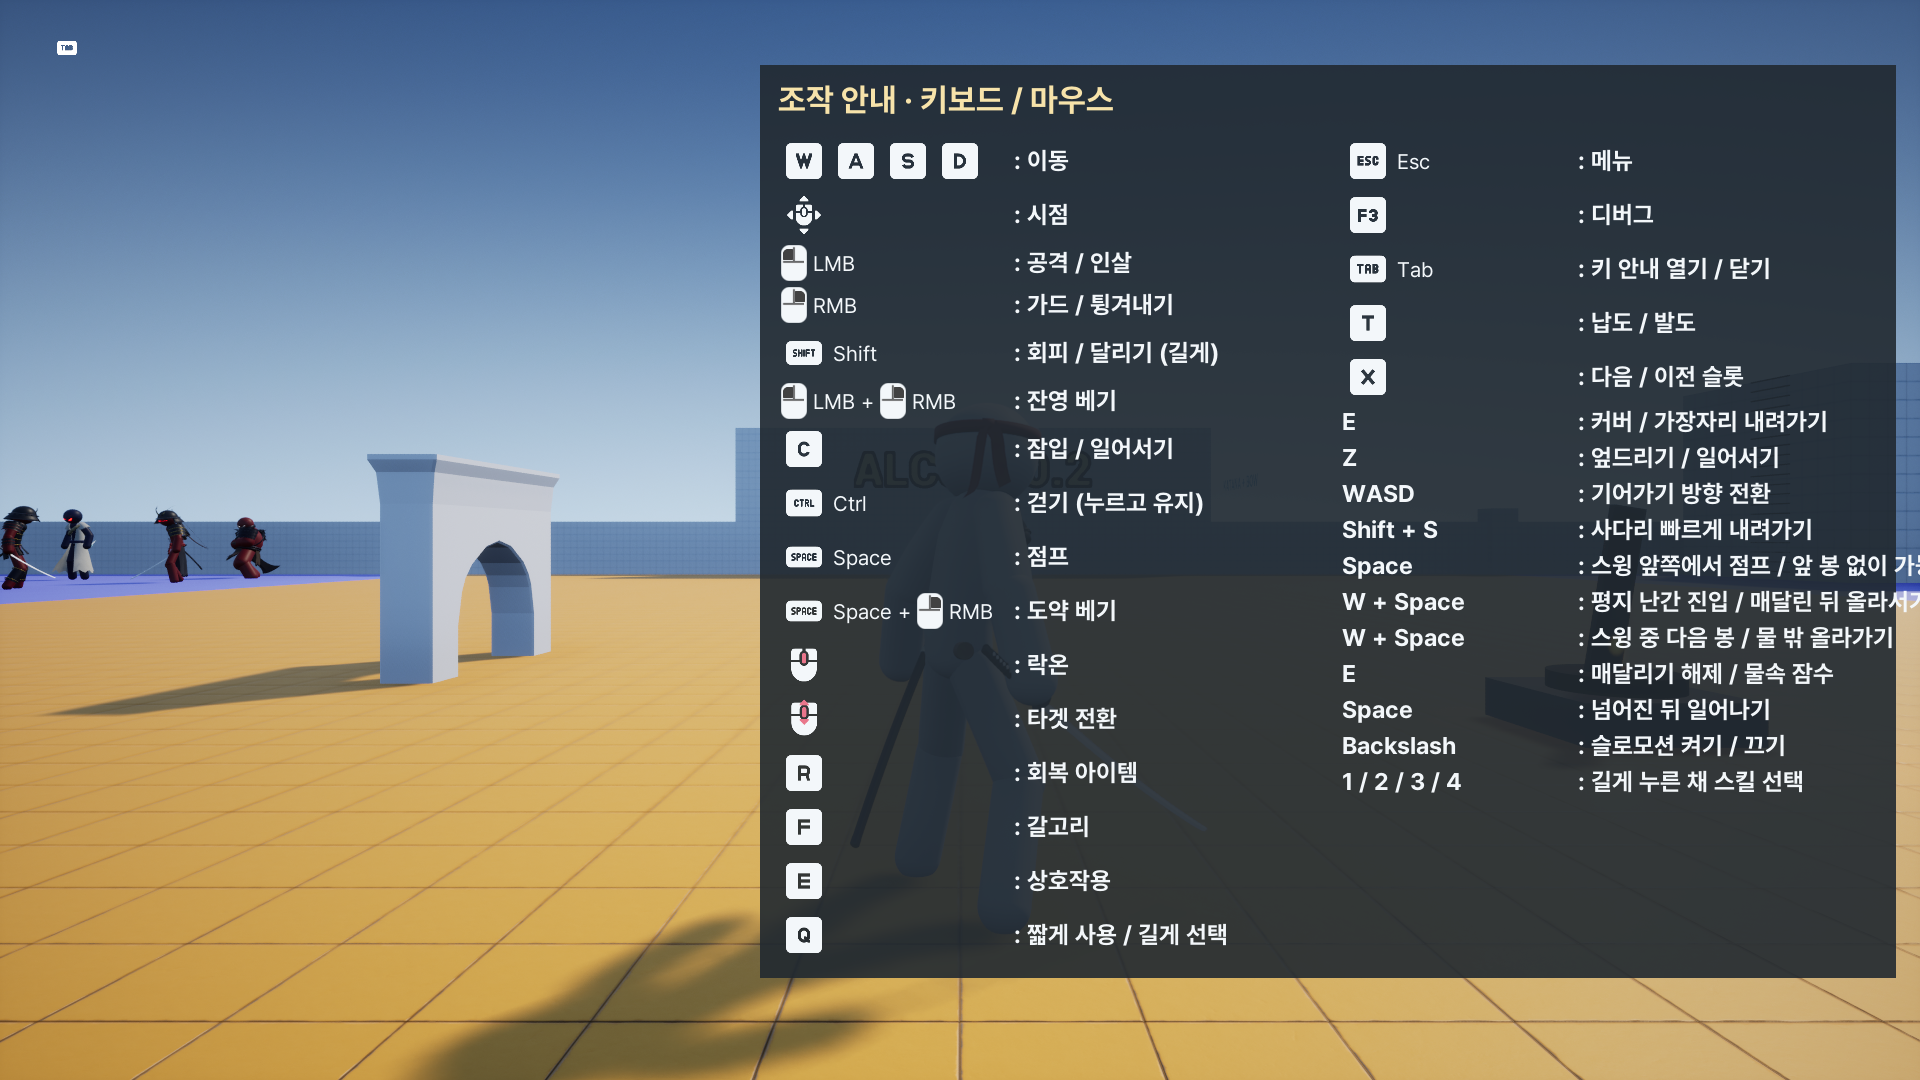 TAB
조작 안내 · 키보드 / 마우스
W A S D : 이동
: 시점
LMB : 공격 / 인살
RMB : 가드 / 튕겨내기
SHIFT Shift : 회피 / 달리기 (길게)
LMB + RMB : 잔영 베기
C : 잠입 / 일어서기
CTRL Ctrl : 걷기 (누르고 유지)
SPACE Space : 점프
SPACE Space + RMB : 도약 베기
: 락온
: 타겟 전환
R : 회복 아이템
F : 갈고리
E : 상호작용
Q : 짧게 사용 / 길게 선택
ESC Esc : 메뉴
F3 : 디버그
TAB Tab : 키 안내 열기 / 닫기
T : 납도 / 발도
X : 다음 / 이전 슬롯
E : 커버 / 가장자리 내려가기
Z : 엎드리기 / 일어서기
WASD : 기어가기 방향 전환
Shift + S : 사다리 빠르게 내려가기
Space : 스윙 앞쪽에서 점프 / 앞 봉 없이
W + Space : 평지 난간 진입 / 매달린 뒤
W + Space : 스윙 중 다음 봉 / 물 밖 올라가기
E : 매달리기 해제 / 물속 잠수
Space : 넘어진 뒤 일어나기
Backslash : 슬로모션 켜기 / 끄기
1 / 2 / 3 / 4 : 길게 누른 채 스킬 선택